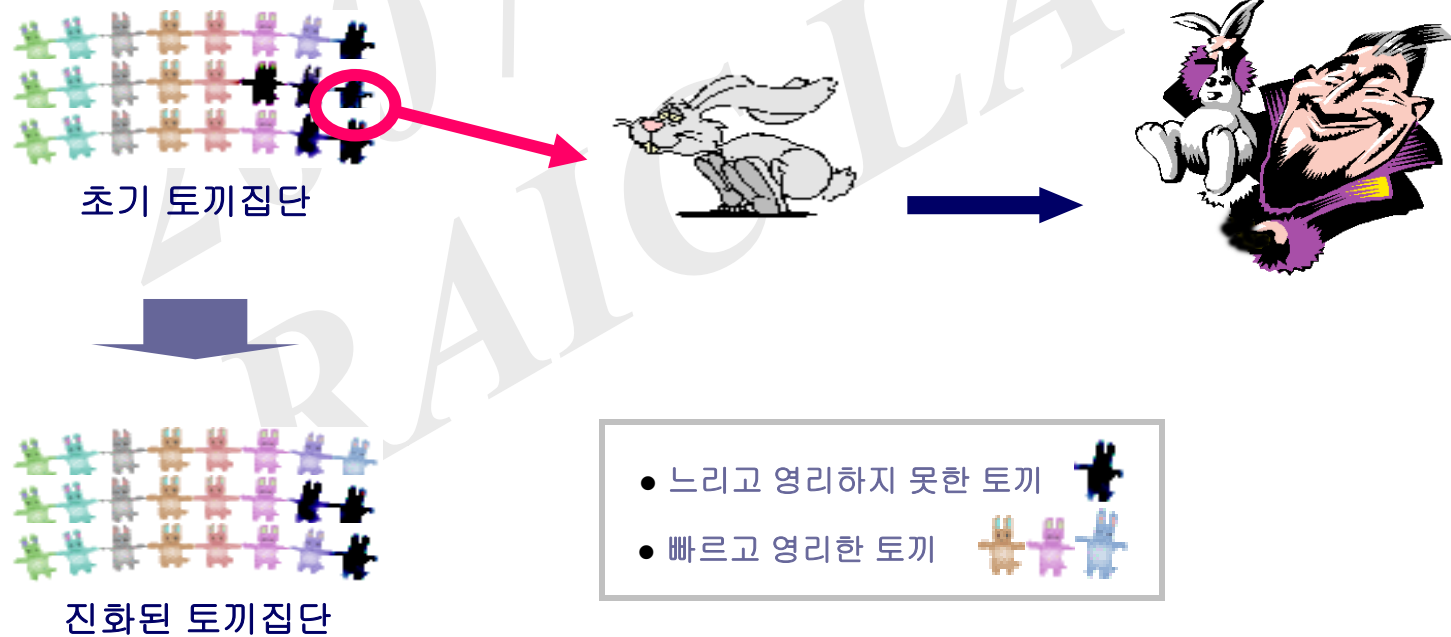 초기 토끼집단
● 느리고 영리하지 못한 토끼
● 빠르고 영리한 토끼
진화된 토끼집단